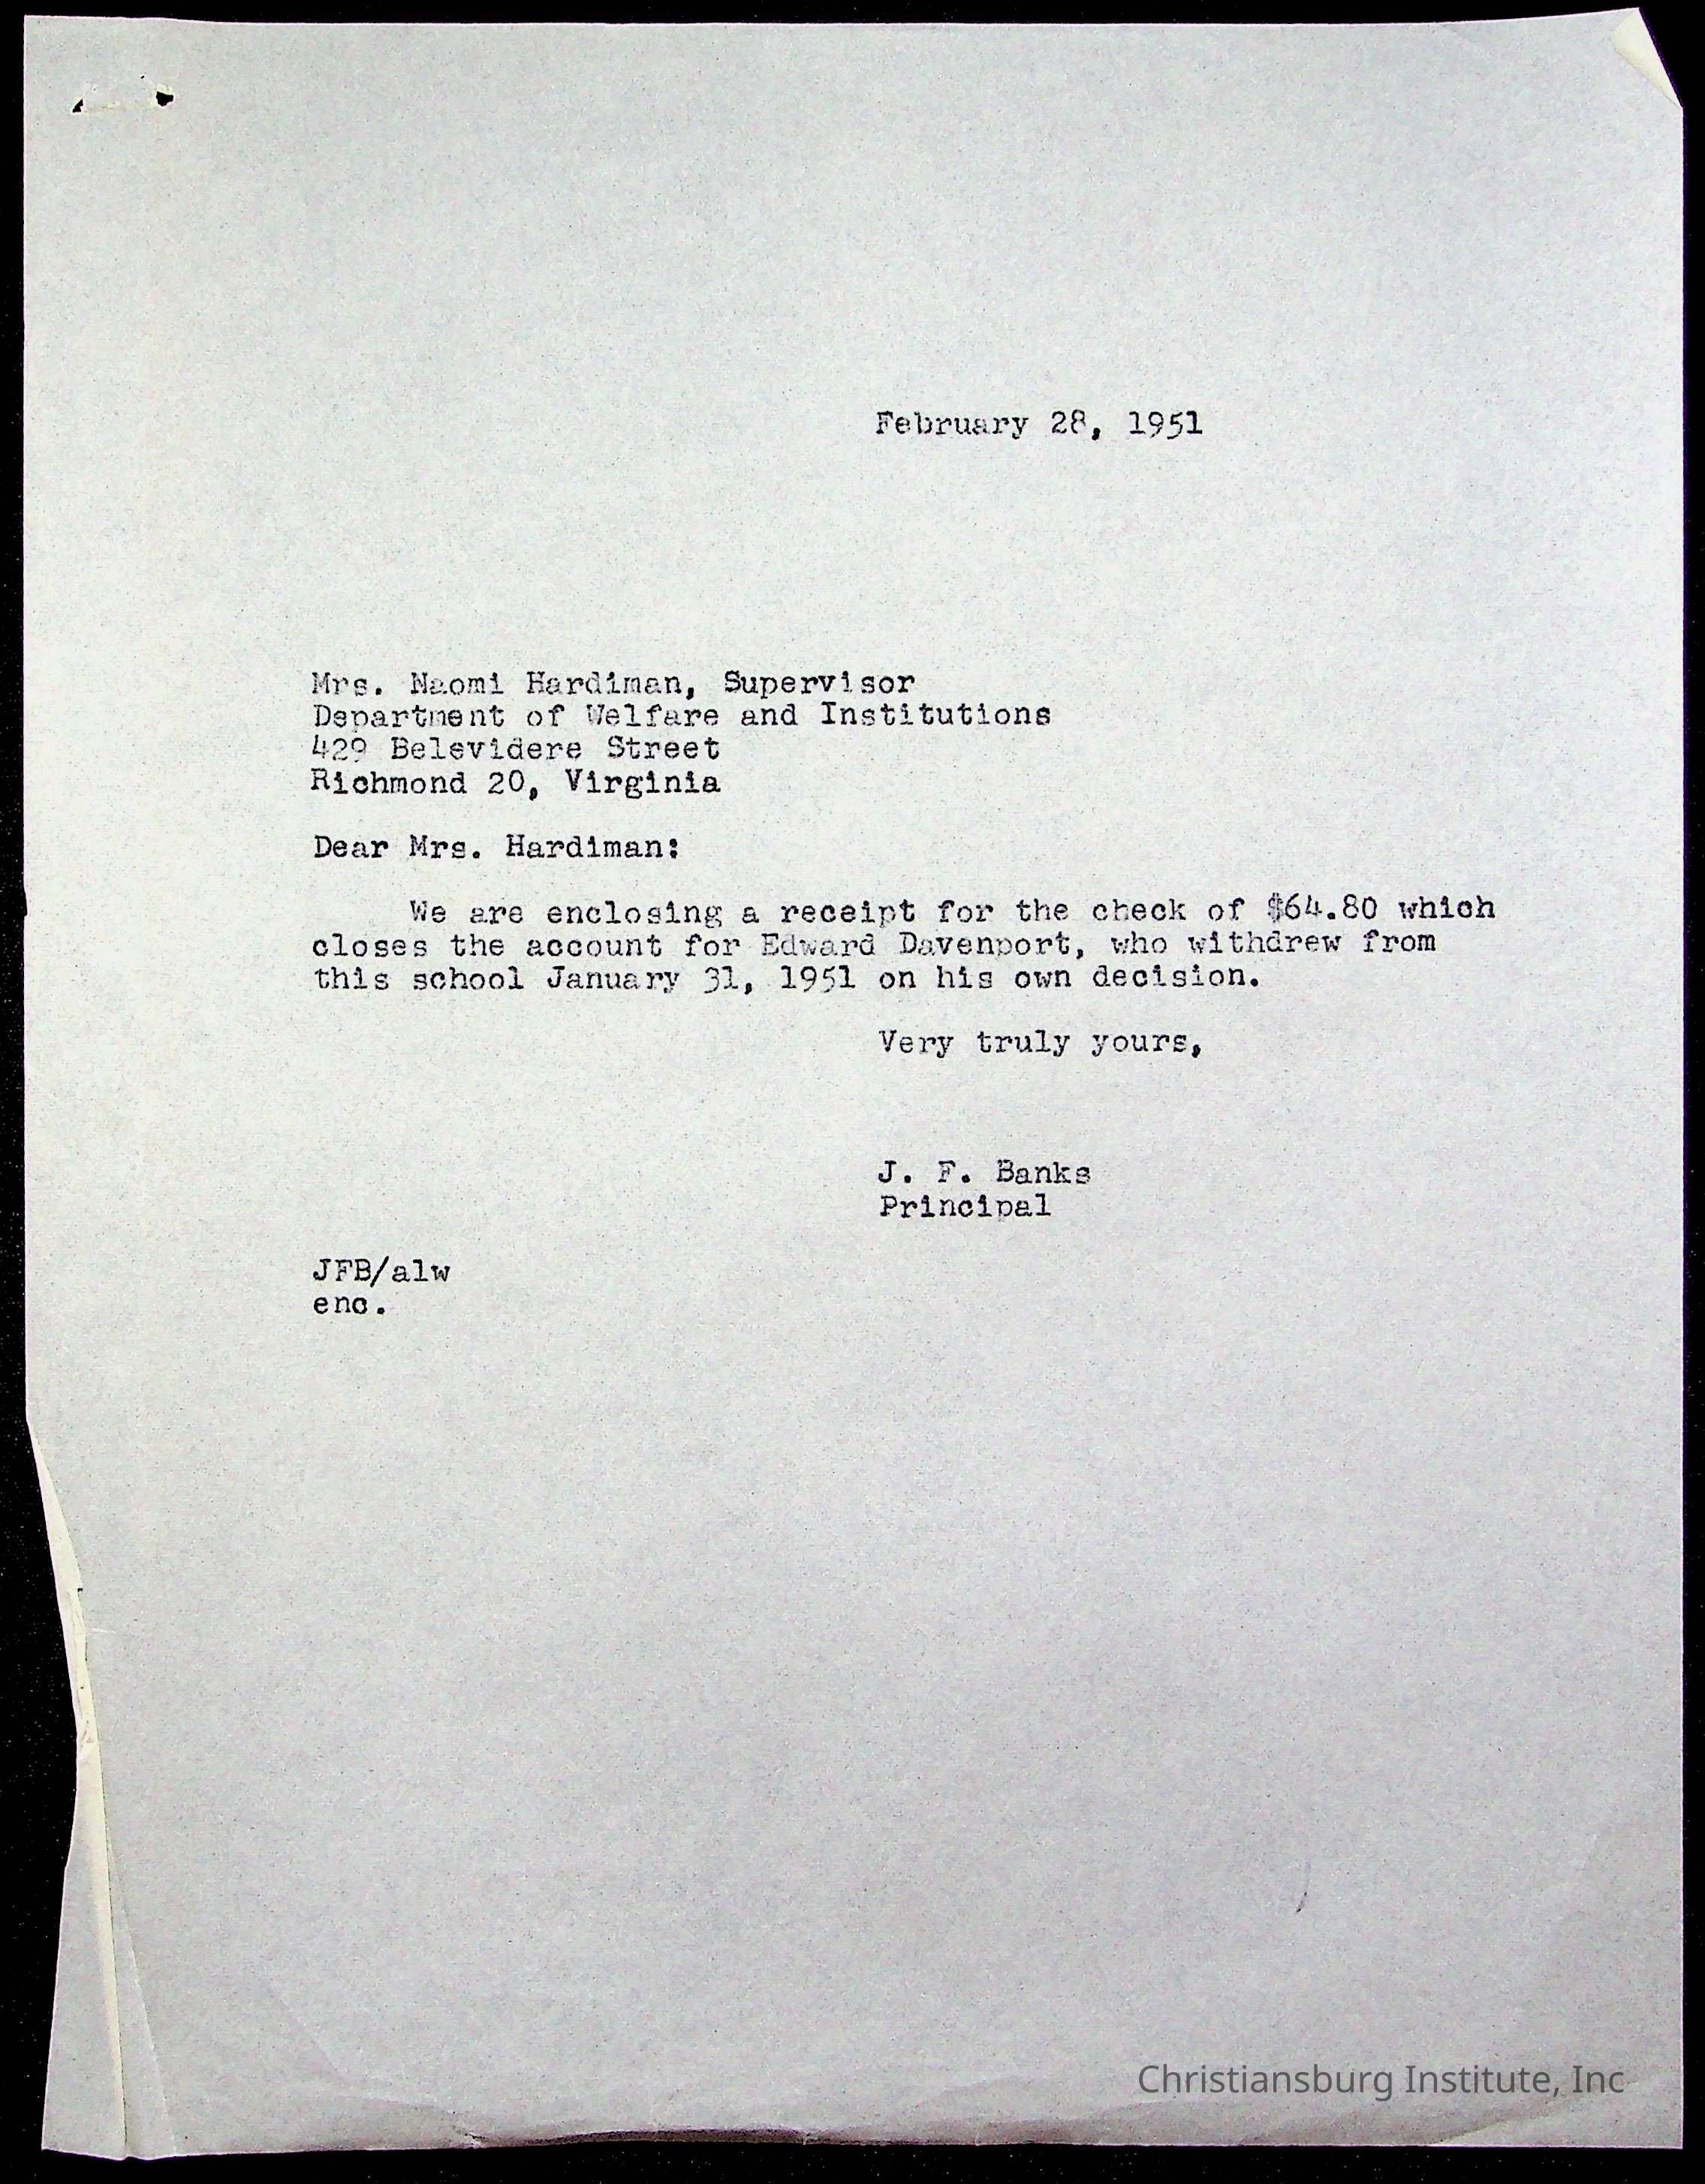 February 28, 1951
Mrs. Naomi Hardiman, Supervisor
Department of Welfare and Institutions
429 Belevidere Street
Richmond 20, Virginia
Dear Mrs. Hardiman:
We are enclosing a receipt for the check of $64.80 which
closes the account for Edward Davenport, who withdrew from
this school January 31, 1951 on his own decision.
Very truly yours,
J. F. Banks
Principal
JFB/alw
enc.
Christiansburg Institute, Inc